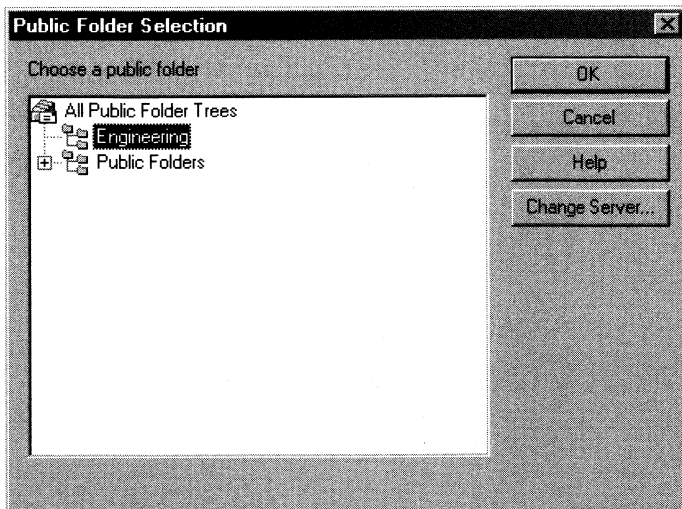 Public Folder Selection
Choose a public folder
All Public Folder Trees
Engineering
Public Folders
OK
Cancel
Help
Change Server...